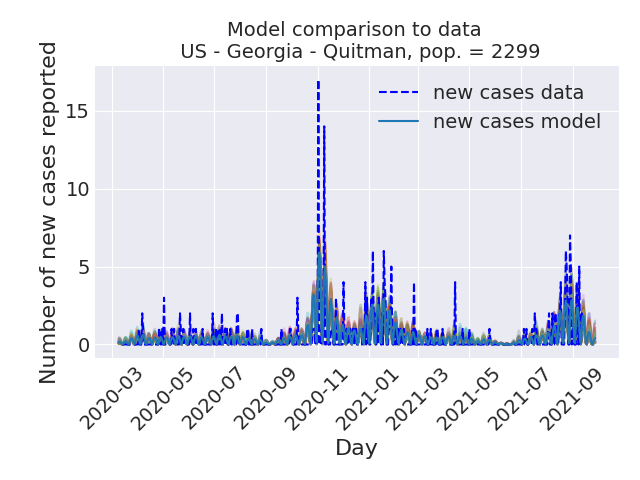 Model comparison to data
US - Georgia - Quitman, pop. = 2299
new cases data
new cases model
Number of new cases reported
15
10
5
0
2020-03
2020-05
2020-07
2020-09
2020-11
2021-01
2021-03
2021-05
2021-07
2021-09
Day